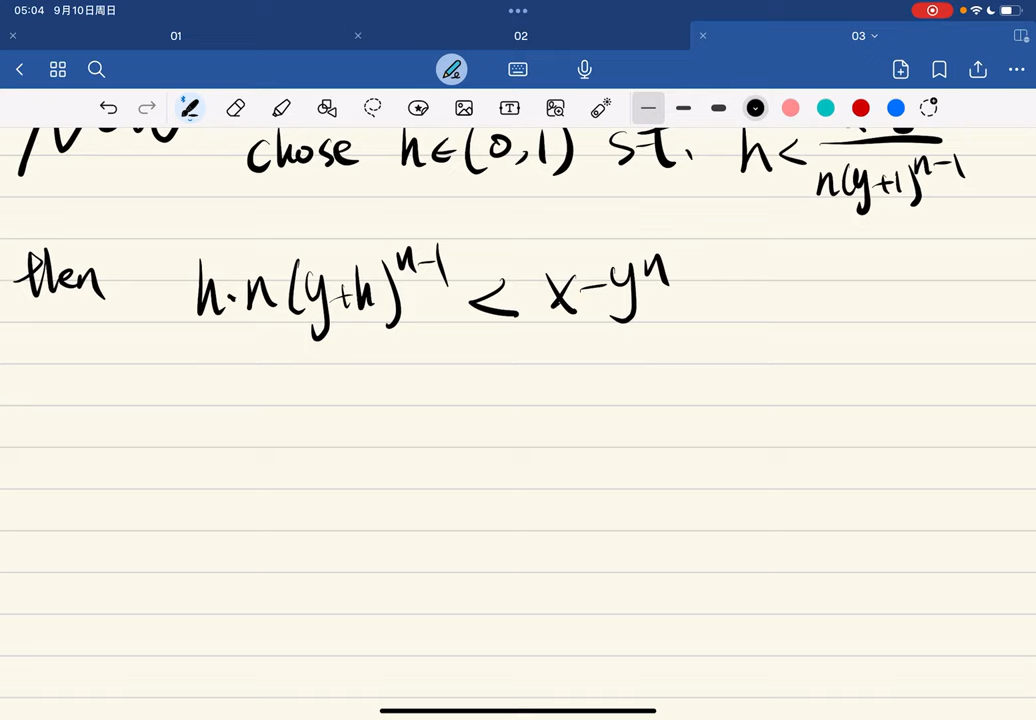 05:04 9月10日周日
01 02 03
chose h∈(0,1) s.t. h< n(y+1)^{n-1}
then h·n(y+h)^{n-1} < x-y^n